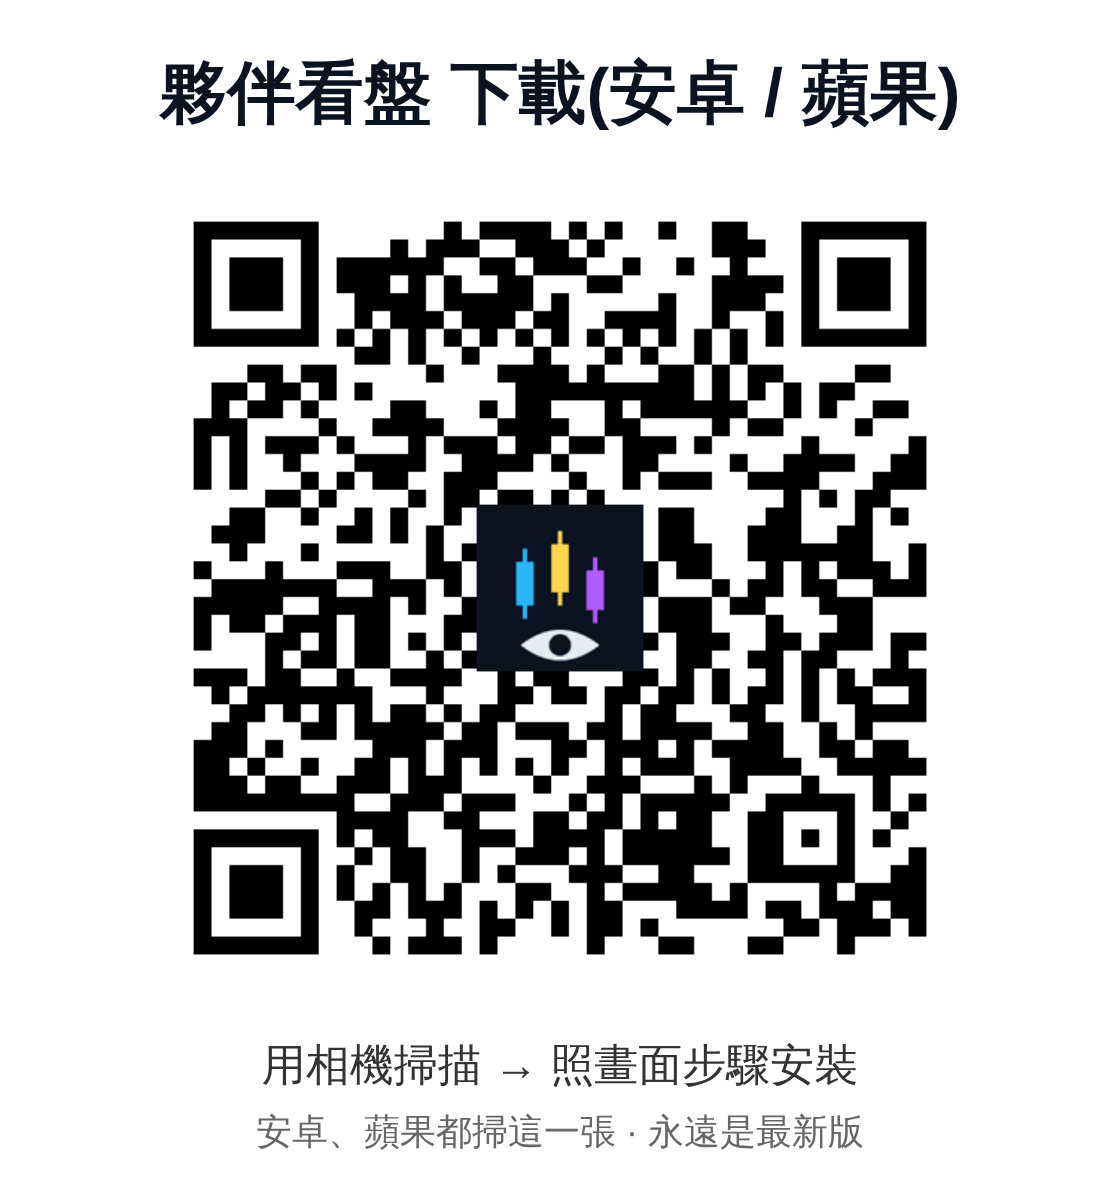 夥伴看盤 下載(安卓 / 蘋果)
用相機掃描 → 照畫面步驟安裝
安卓、蘋果都掃這一張 · 永遠是最新版